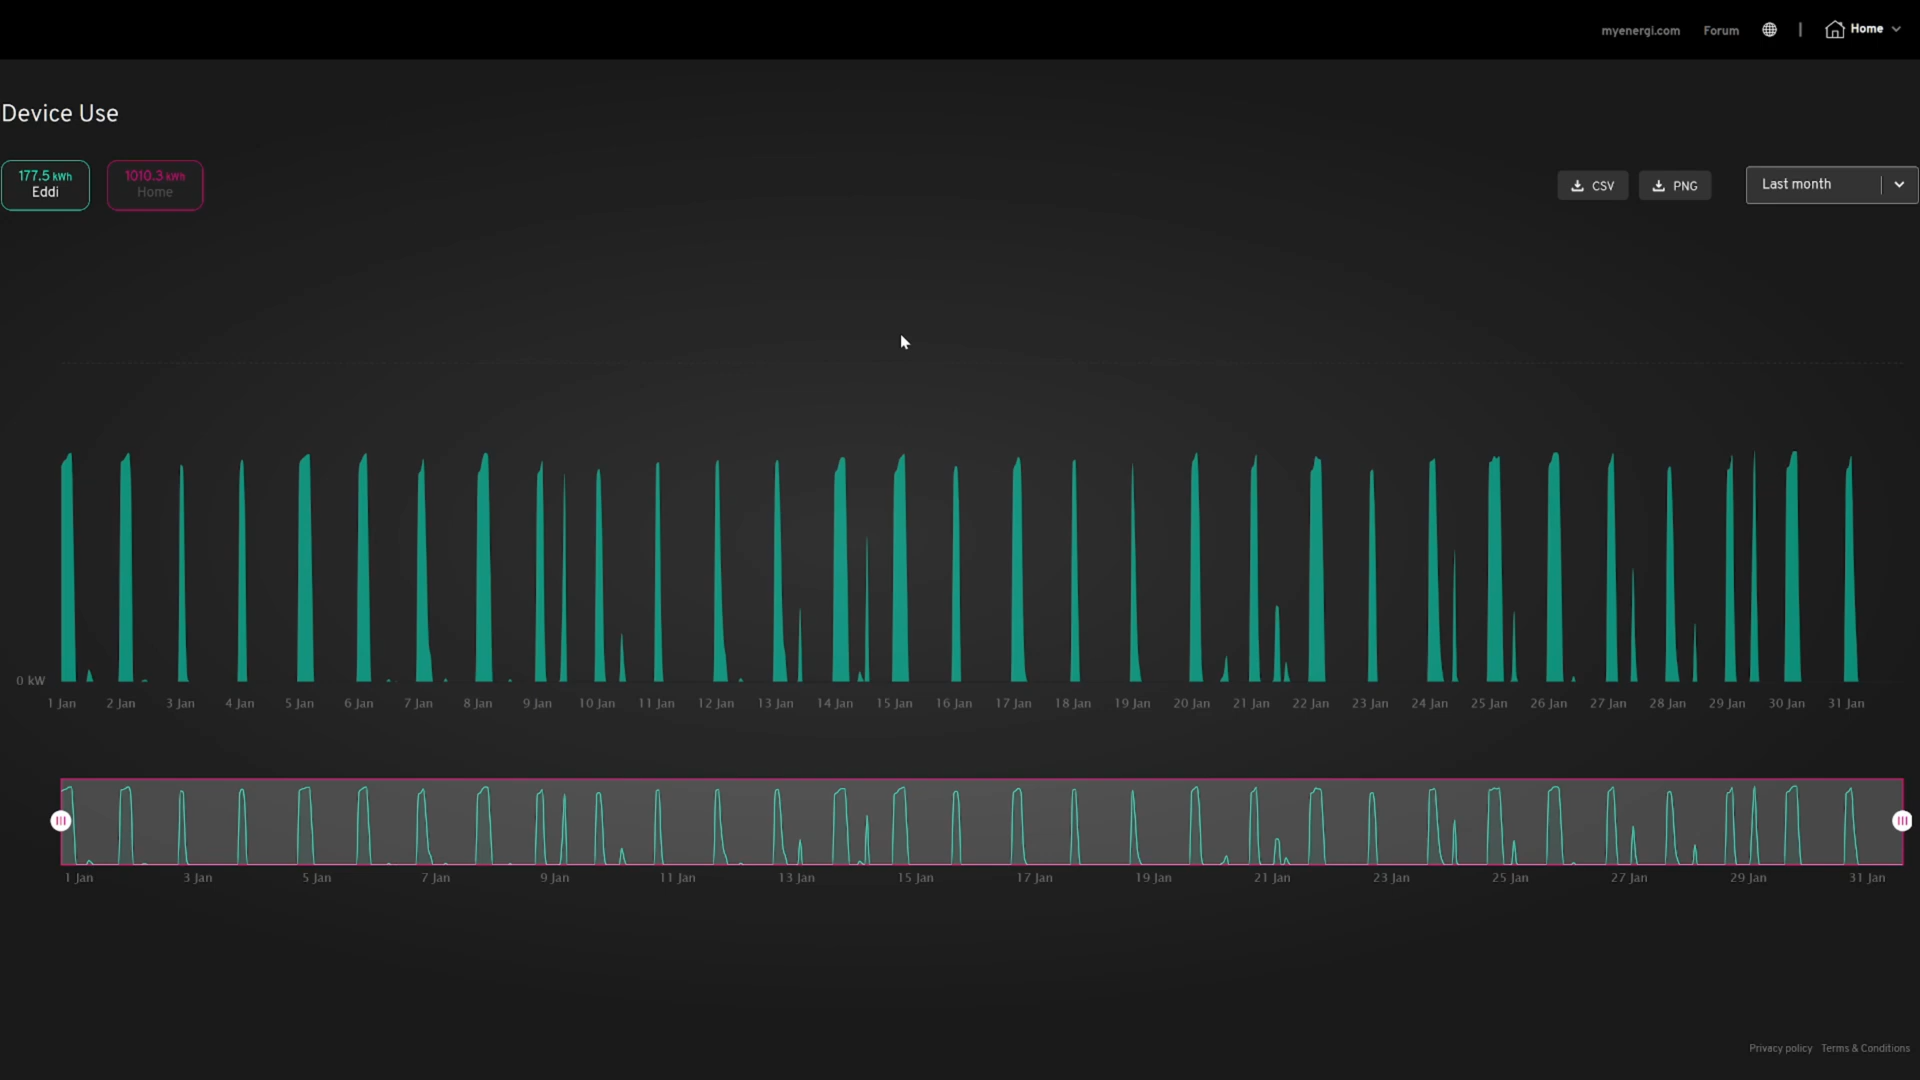 myenergi.com Forum | Home
Device Use
177.5 kWh
Eddi
1010.3 kWh
Home
CSV PNG Last month
0 kW
1 Jan 2 Jan 3 Jan 4 Jan 5 Jan 6 Jan 7 Jan 8 Jan 9 Jan 10 Jan 11 Jan 12 Jan 13 Jan 14 Jan 15 Jan 16 Jan 17 Jan 18 Jan 19 Jan 20 Jan 21 Jan 22 Jan 23 Jan 24 Jan 25 Jan 26 Jan 27 Jan 28 Jan 29 Jan 30 Jan 31 Jan
1 Jan 3 Jan 5 Jan 7 Jan 9 Jan 11 Jan 13 Jan 15 Jan 17 Jan 19 Jan 21 Jan 23 Jan 25 Jan 27 Jan 29 Jan 31 Jan
Privacy policy Terms & Conditions